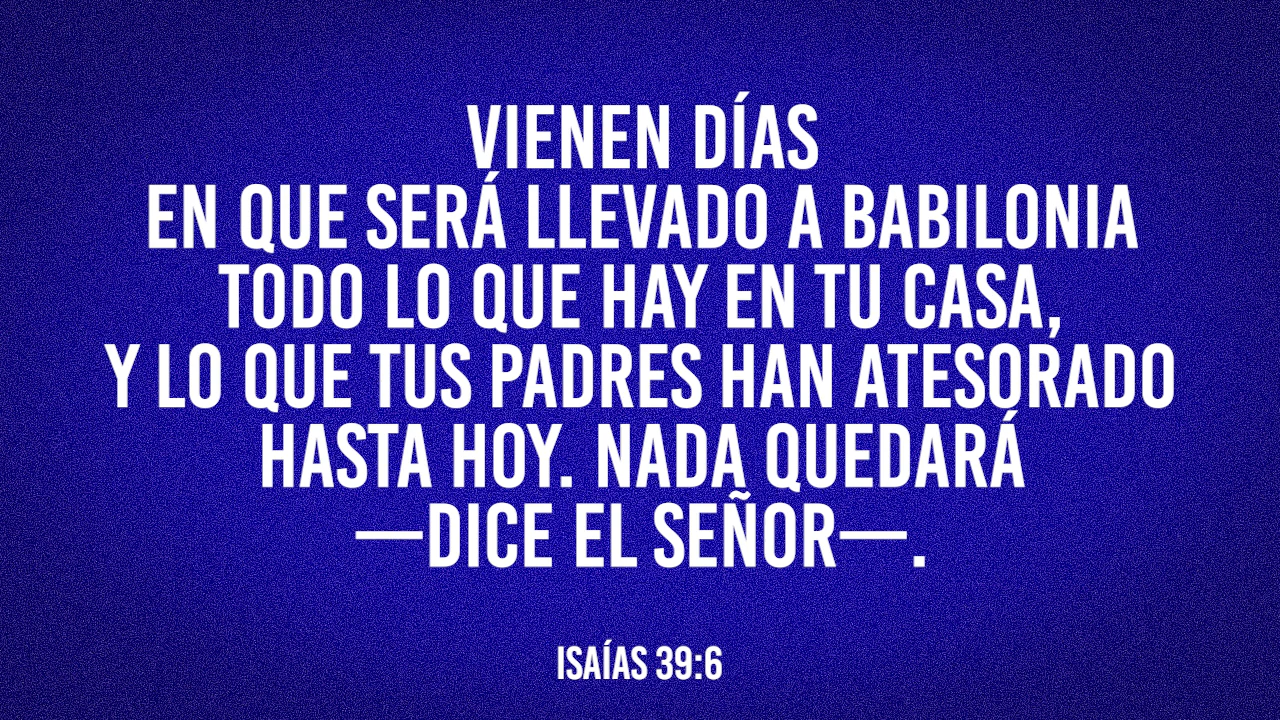 VIENEN DÍAS
EN QUE SERÁ LLEVADO A BABILONIA
TODO LO QUE HAY EN TU CASA,
Y LO QUE TUS PADRES HAN ATESORADO
HASTA HOY. NADA QUEDARÁ
—DICE EL SEÑOR—.
ISAÍAS 39:6